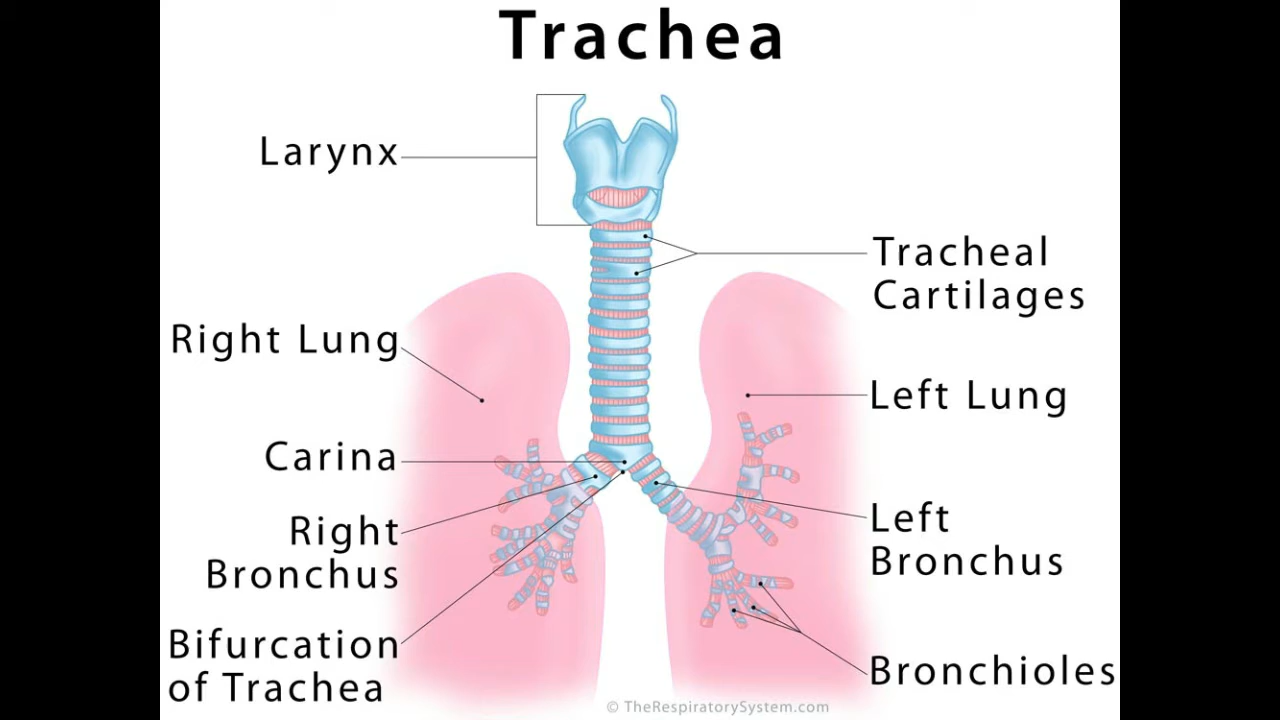 Trachea
Larynx
Tracheal
Cartilages
Right Lung
Left Lung
Carina
Left
Bronchus
Right
Bronchus
Bifurcation
of Trachea
Bronchioles
© TheRespiratorySystem.com